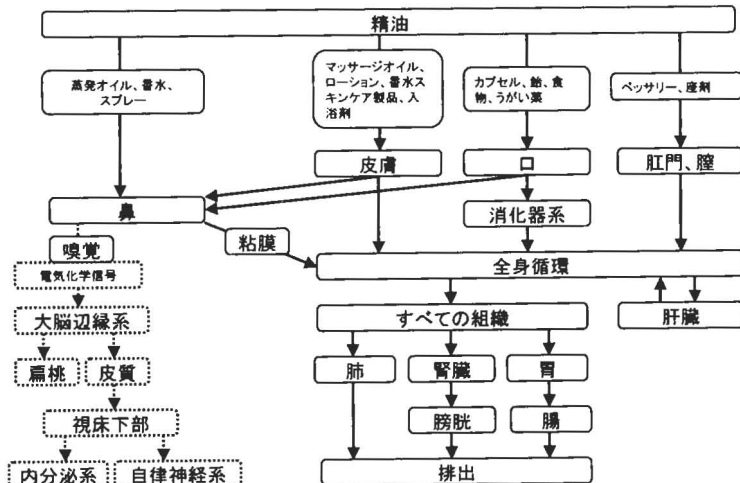 精油
蒸発オイル、香水、
スプレー
マッサージオイル、
ローション、香水ス
キンケア製品、入
浴剤
カプセル、飴、食
物、うがい薬
ペッサリー、座剤
皮膚
口
肛門、膣
鼻
消化器系
嗅覚
粘膜
電気化学信号
全身循環
大脳辺縁系
すべての組織
肝臓
扁桃
皮質
肺
腎臓
胃
視床下部
膀胱
腸
内分泌系
自律神経系
排出